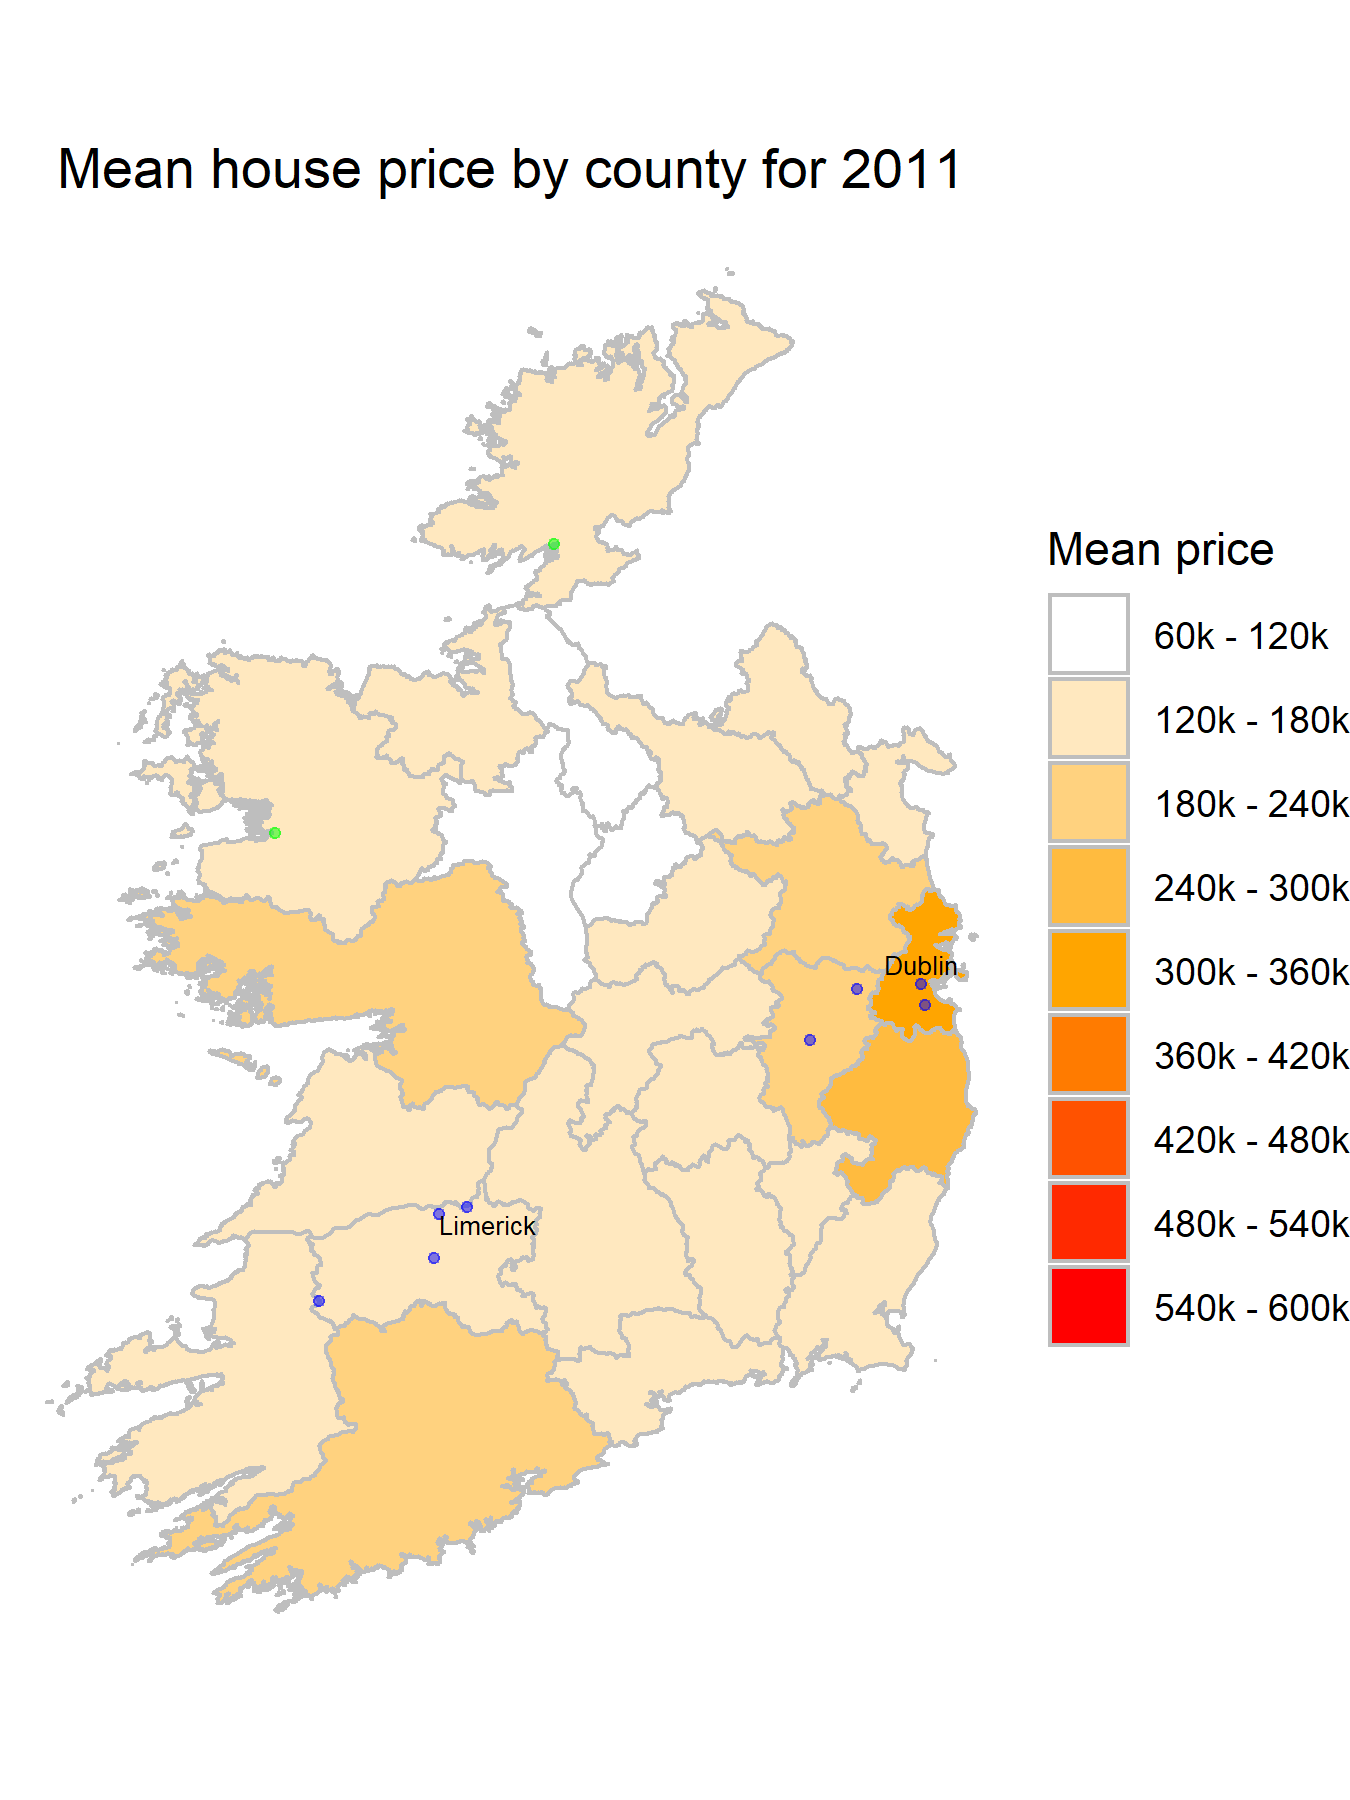 Mean house price by county for 2011
Mean price
60k - 120k
120k - 180k
180k - 240k
240k - 300k
300k - 360k
360k - 420k
420k - 480k
480k - 540k
540k - 600k
Dublin
Limerick